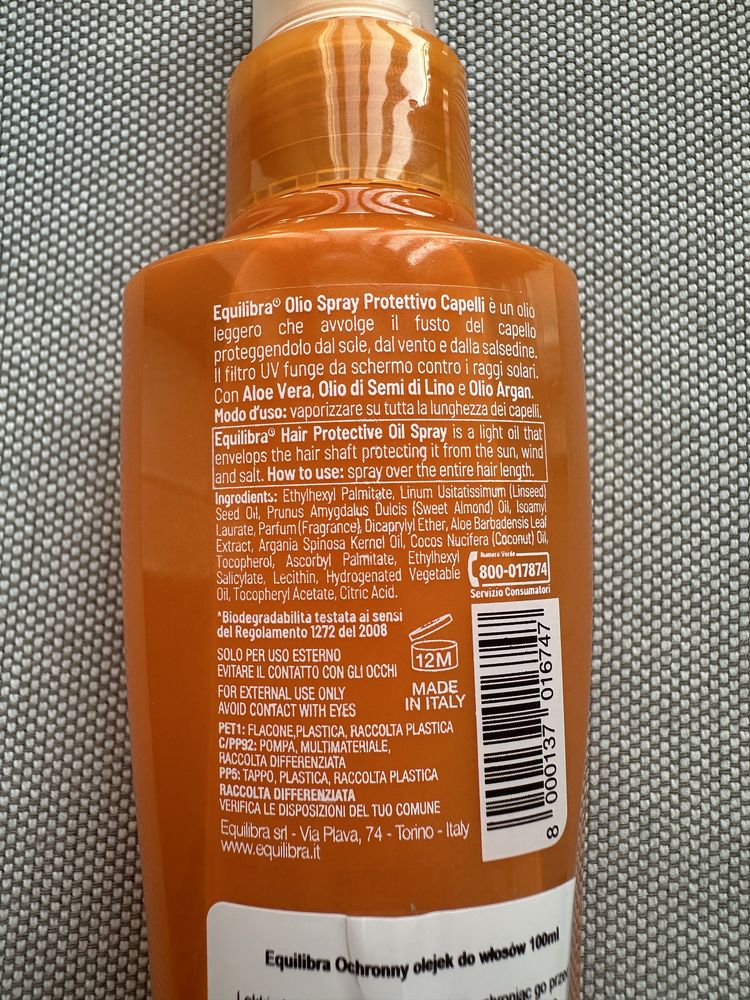 Equilibra® Olio Spray Protettivo Capelli è un olio
leggero che avvolge il fusto del capello
proteggendolo dal sole, dal vento e dalla salsedine.
Il filtro UV funge da schermo contro i raggi solari.
Con Aloe Vera, Olio di Semi di Lino e Olio Argan.
Modo d'uso: vaporizzare su tutta la lunghezza dei capelli.
Equilibra® Hair Protective Oil Spray is a light oil that
envelops the hair shaft protecting it from the sun, wind
and salt. How to use: spray over the entire hair length.
Ingredients: Ethylhexyl Palmitate, Linum Usitatissimum (Linseed)
Seed Oil, Prunus Amygdalus Dulcis (Sweet Almond) Oil, Isoamyl
Laurate, Parfum (Fragrance), Dicaprylyl Ether, Aloe Barbadensis Leaf
Extract, Argania Spinosa Kernel Oil, Cocos Nucifera (Coconut) Oil,
Tocopherol, Ascorbyl Palmitate, Ethylhexyl
Salicylate, Lecithin, Hydrogenated Vegetable
Oil, Tocopheryl Acetate, Citric Acid.
Numero Verde
800-017874
Servizio Consumatori
*Biodegradabilità testata ai sensi
del Regolamento 1272 del 2008
SOLO PER USO ESTERNO
EVITARE IL CONTATTO CON GLI OCCHI
FOR EXTERNAL USE ONLY
AVOID CONTACT WITH EYES
12M
MADE
IN ITALY
PET1: FLACONE,PLASTICA, RACCOLTA PLASTICA
C/PP92: POMPA, MULTIMATERIALE,
RACCOLTA DIFFERENZIATA
PP5: TAPPO, PLASTICA, RACCOLTA PLASTICA
RACCOLTA DIFFERENZIATA
VERIFICA LE DISPOSIZIONI DEL TUO COMUNE
Equilibra srl - Via Plava, 74 - Torino - Italy
www.equilibra.it
8 000137 016747
Equilibra Ochronny olejek do włosów 100ml
go